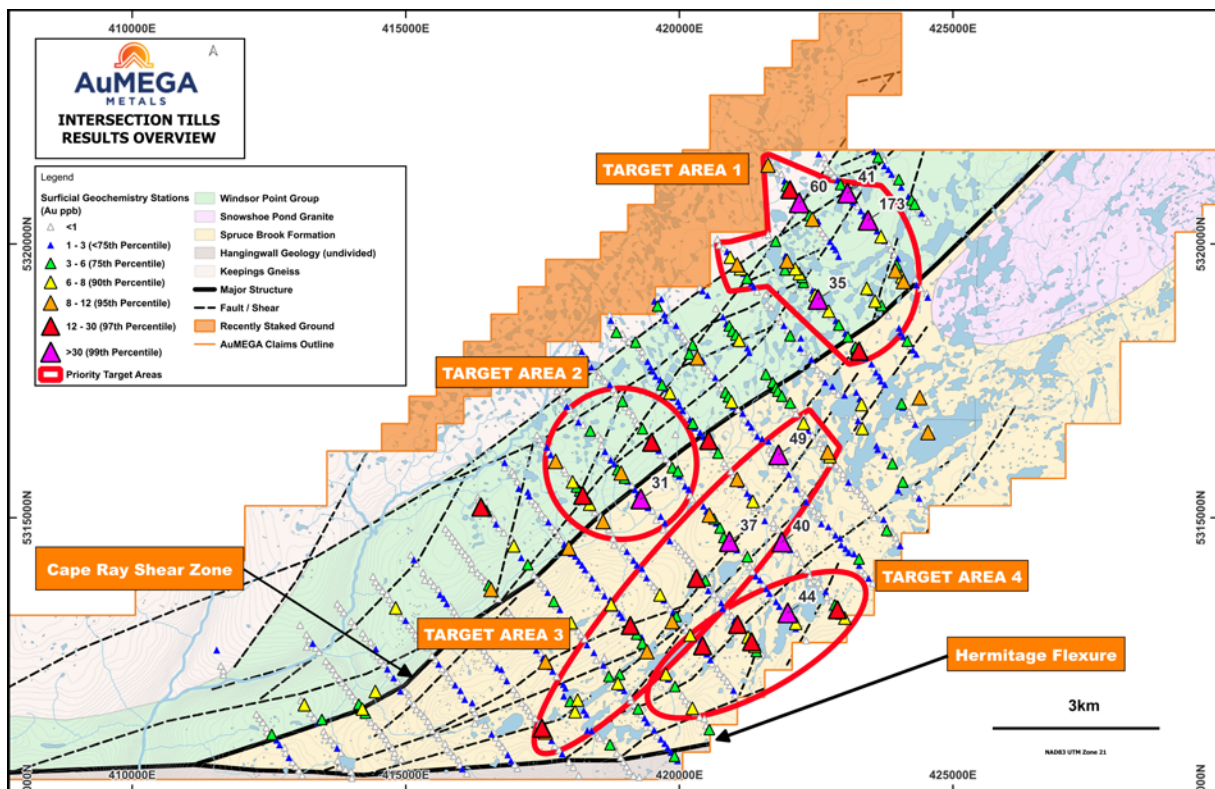 410000E 415000E 420000E 425000E
A
AuMEGA
METALS
INTERSECTION TILLS
RESULTS OVERVIEW
Legend
Surficial Geochemistry Stations
(Au ppb)
<1
1 - 3 (<75th Percentile)
3 - 6 (75th Percentile)
6 - 8 (90th Percentile)
8 - 12 (95th Percentile)
12 - 30 (97th Percentile)
>30 (99th Percentile)
Priority Target Areas
Windsor Point Group
Snowshoe Pond Granite
Spruce Brook Formation
Hangingwall Geology (undivided)
Keepings Gneiss
Major Structure
Fault / Shear
Recently Staked Ground
AuMEGA Claims Outline
TARGET AREA 1
60
41
173
35
5320000N
5320000N
TARGET AREA 2
31
49
37
40
5315000N
5315000N
Cape Ray Shear Zone
TARGET AREA 3
TARGET AREA 4
44
Hermitage Flexure
3km
NAD83 UTM Zone 21
410000E 415000E 420000E 425000E